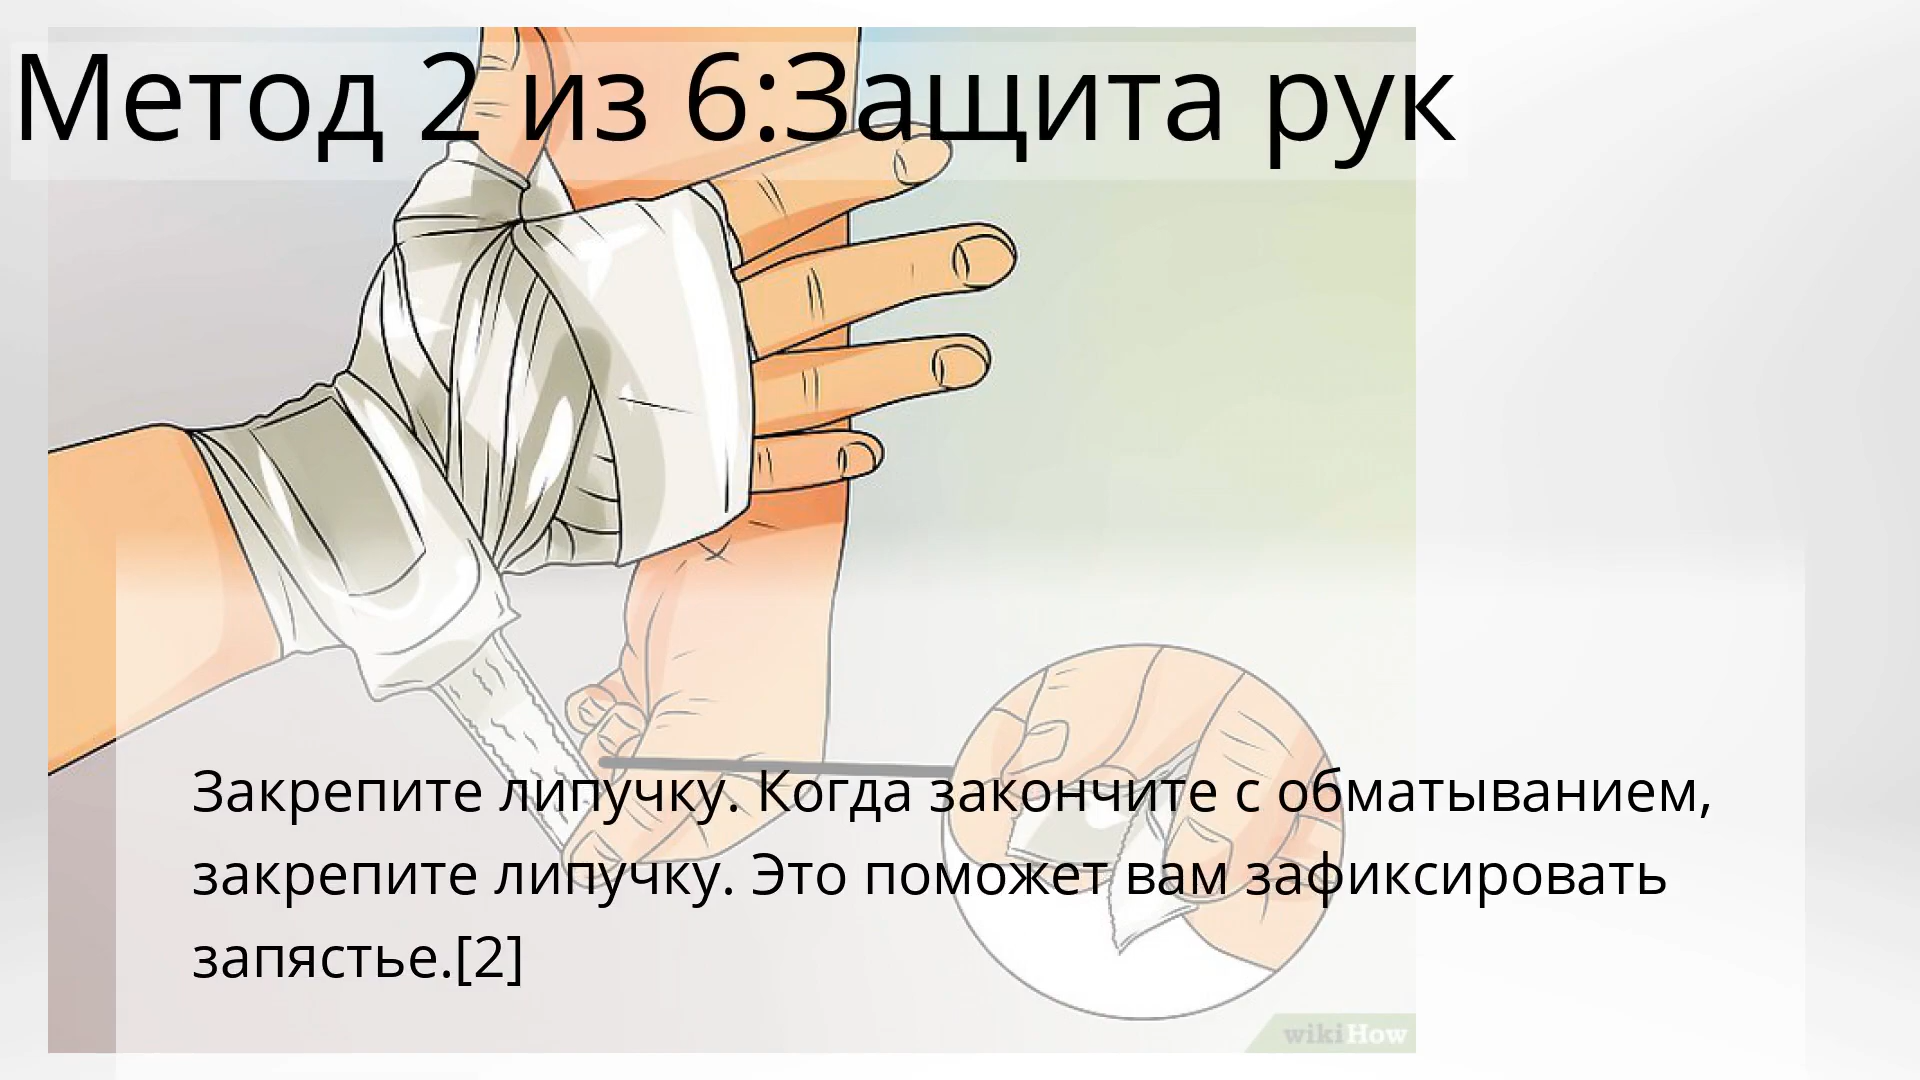 Метод 2 из 6:Защита рук
Закрепите липучку. Когда закончите с обматыванием,
закрепите липучку. Это поможет вам зафиксировать
запястье.[2]
wikiHow